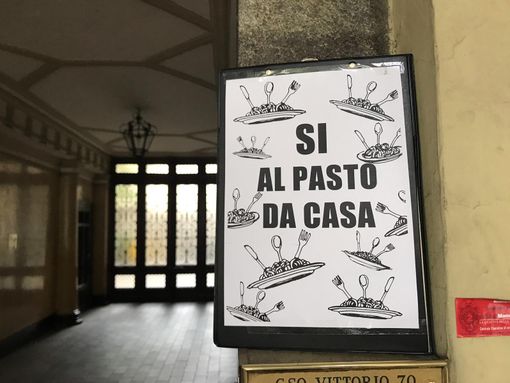 SI
AL PASTO
DA CASA
C.SO VITTORIO 70